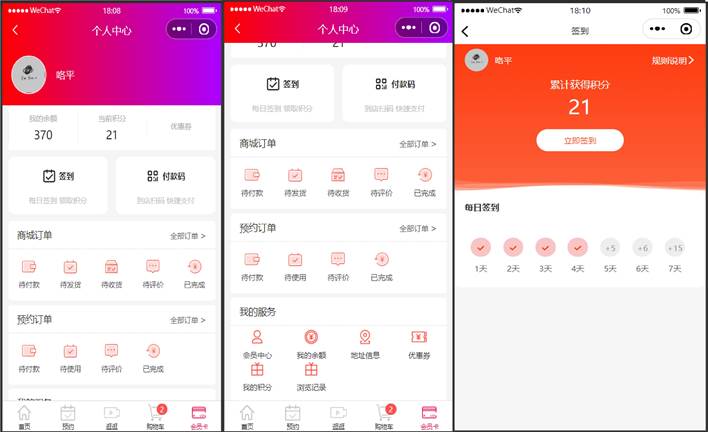 ●●●●● WeChat 18:08 100%
个人中心
咯平
我的余额 当前积分 优惠券
370 21
签到 付款码
每日签到 领取积分 到店扫码 快捷支付
商城订单 全部订单 >
待付款 待发货 待收货 待评价 已完成
预约订单 全部订单 >
待付款 待使用 待评价 已完成
首页 预约 逛逛 购物车 2 会员卡
●●●●● WeChat 18:09 100%
个人中心
370 21
签到 付款码
每日签到 领取积分 到店扫码 快捷支付
商城订单 全部订单 >
待付款 待发货 待收货 待评价 已完成
预约订单 全部订单 >
待付款 待使用 待评价 已完成
我的服务
会员中心 我的余额 地址信息 优惠券
我的积分 浏览记录
首页 预约 逛逛 购物车 2 会员卡
●●●●● WeChat 18:10 100%
签到
咯平 规则说明 >
累计获得积分
21
立即签到
每日签到
+5 +6 +15
1天 2天 3天 4天 5天 6天 7天